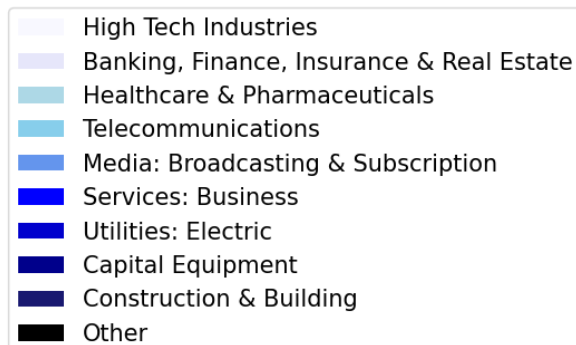 High Tech Industries
Banking, Finance, Insurance & Real Estate
Healthcare & Pharmaceuticals
Telecommunications
Media: Broadcasting & Subscription
Services: Business
Utilities: Electric
Capital Equipment
Construction & Building
Other